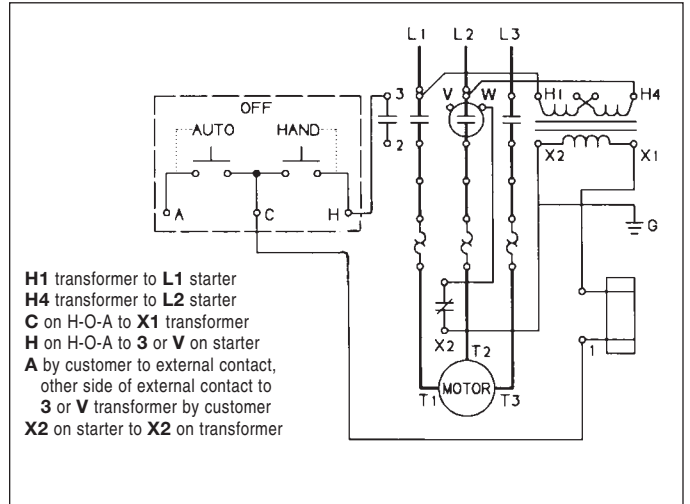 L1 L2 L3
3 V W H1 H4
OFF
AUTO HAND
2 X2 X1
A C H G
H1 transformer to L1 starter
H4 transformer to L2 starter
C on H-O-A to X1 transformer
H on H-O-A to 3 or V on starter
A by customer to external contact,
other side of external contact to
3 or V transformer by customer
X2 on starter to X2 on transformer
X2 T2 1
T1 MOTOR T3